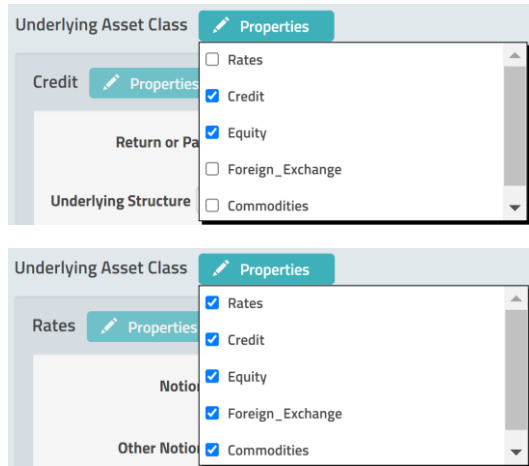 Underlying Asset Class Properties
Rates
Credit Properties
Credit
Equity
Return or Pa
Foreign_Exchange
Underlying Structure
Commodities
Underlying Asset Class Properties
Rates
Rates Properties
Credit
Equity
Notio
Foreign_Exchange
Other Notio
Commodities